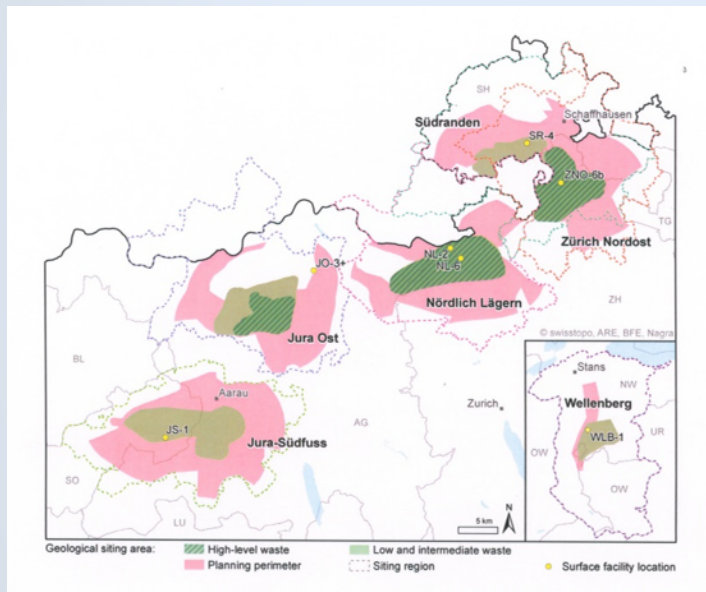 3
SH
Schaffhausen
Südranden
SR-4
ZNO-6b
TG
Zürich Nordost
NL-2
NL-6
JO-3+
Nördlich Lägern
ZH
Jura Ost
© swisstopo, ARE, BFE, Nagra
BL
Stans
NW
Wellenberg
Aarau
Zurich
WLB-1
UR
JS-1
Jura-Südfuss
AG
OW
SO
OW
LU
5 km
N
Geological siting area:
High-level waste
Low and intermediate waste
Planning perimeter
Siting region
Surface facility location